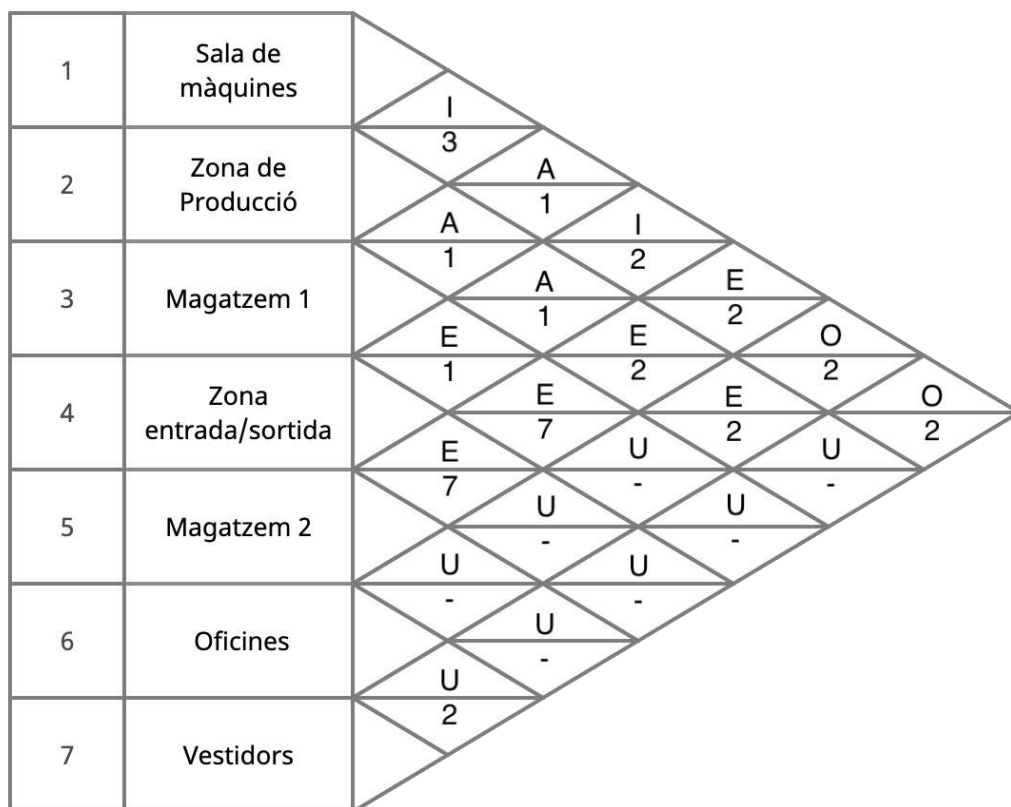 1
Sala de
màquines
I
3
A
1
2
Zona de
Producció
A
1
I
2
A
1
E
2
3
Magatzem 1
E
1
E
2
O
2
E
7
E
2
O
2
4
Zona
entrada/sortida
E
7
U
-
U
-
U
-
U
-
5
Magatzem 2
U
-
U
-
U
-
6
Oficines
U
2
7
Vestidors